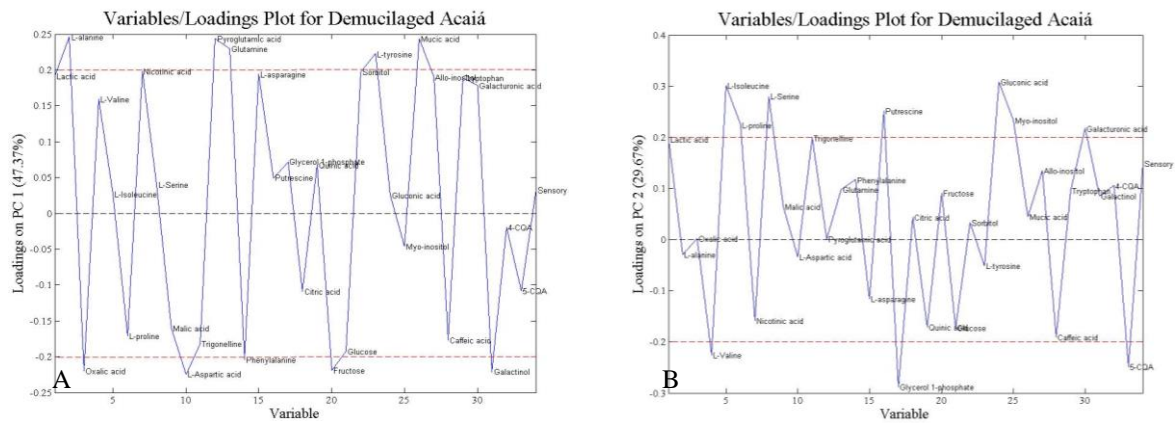 Variables/Loadings Plot for Demucilaged Acaiá
Loadings on PC 1 (47.37%)
0.25
0.2
0.15
0.1
0.05
0
-0.05
-0.1
-0.15
-0.2
-0.25
Lactic acid
L-alanine
Oxalic acid
L-Valine
L-Isoleucine
L-proline
Nicotinic acid
L-Serine
Malic acid
L-Aspartic acid
Trigonelline
Pyroglutamic acid
Glutamine
Phenylalanine
L-asparagine
Putrescine
Glycerol 1-phosphate
Citric acid
Quinic acid
Fructose
Glucose
Sorbitol
L-tyrosine
Gluconic acid
Myo-inositol
Mucic acid
Allo-inositol
Caffeic acid
Tryptophan
Galacturonic acid
Galactinol
4-CQA
5-CQA
Sensory
A
5
10
15
20
25
30
Variable
Variables/Loadings Plot for Demucilaged Acaiá
Loadings on PC 2 (29.67%)
0.4
0.3
0.2
0.1
0
-0.1
-0.2
-0.3
Lactic acid
L-alanine
Oxalic acid
L-Valine
L-Isoleucine
L-proline
Nicotinic acid
L-Serine
Malic acid
L-Aspartic acid
Trigonelline
Pyroglutamic acid
Glutamine
Phenylalanine
L-asparagine
Putrescine
Glycerol 1-phosphate
Citric acid
Quinic acid
Fructose
Glucose
Sorbitol
L-tyrosine
Gluconic acid
Myo-inositol
Mucic acid
Allo-inositol
Caffeic acid
Tryptophan
Galacturonic acid
Galactinol
4-CQA
5-CQA
Sensory
B
5
10
15
20
25
30
Variable